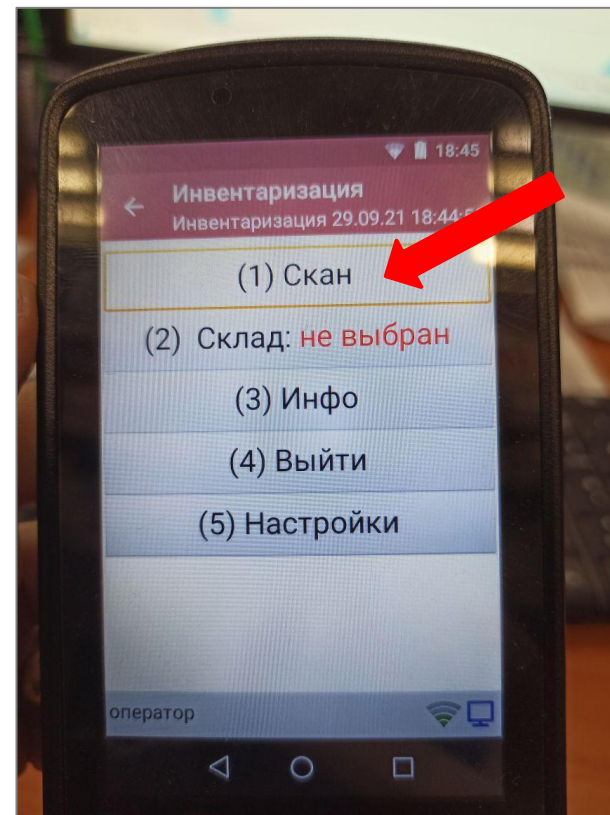 18:45
Инвентаризация
Инвентаризация 29.09.21 18:44:5
(1) Скан
(2) Склад: не выбран
(3) Инфо
(4) Выйти
(5) Настройки
оператор